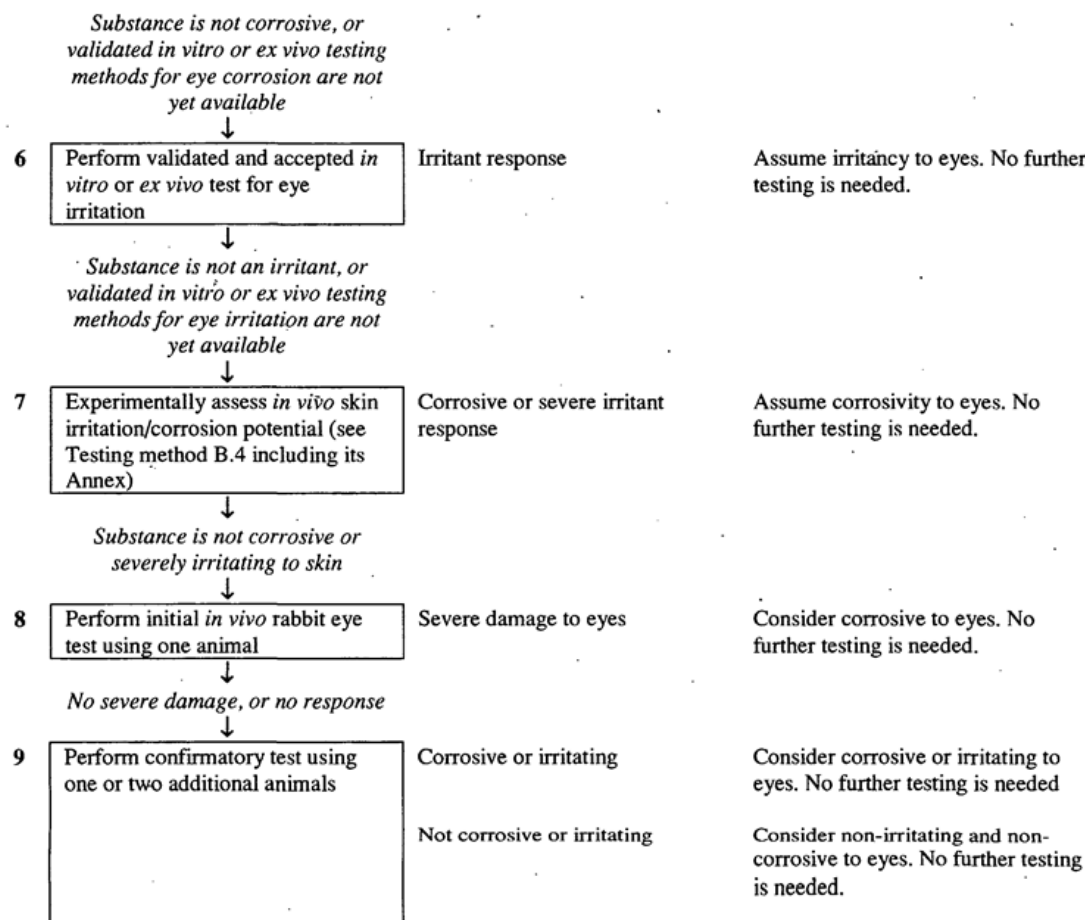 Substance is not corrosive, or
validated in vitro or ex vivo testing
methods for eye corrosion are not
yet available
↓
6 Perform validated and accepted in Irritant response Assume irritancy to eyes. No further
vitro or ex vivo test for eye testing is needed.
irritation
↓
Substance is not an irritant, or
validated in vitro or ex vivo testing
methods for eye irritation are not
yet available
↓
7 Experimentally assess in vivo skin Corrosive or severe irritant Assume corrosivity to eyes. No
irritation/corrosion potential (see response further testing is needed.
Testing method B.4 including its
Annex)
↓
Substance is not corrosive or
severely irritating to skin
↓
8 Perform initial in vivo rabbit eye Severe damage to eyes Consider corrosive to eyes. No
test using one animal further testing is needed.
↓
No severe damage, or no response
↓
9 Perform confirmatory test using Corrosive or irritating Consider corrosive or irritating to
one or two additional animals eyes. No further testing is needed
Not corrosive or irritating Consider non-irritating and non-
corrosive to eyes. No further testing
is needed.